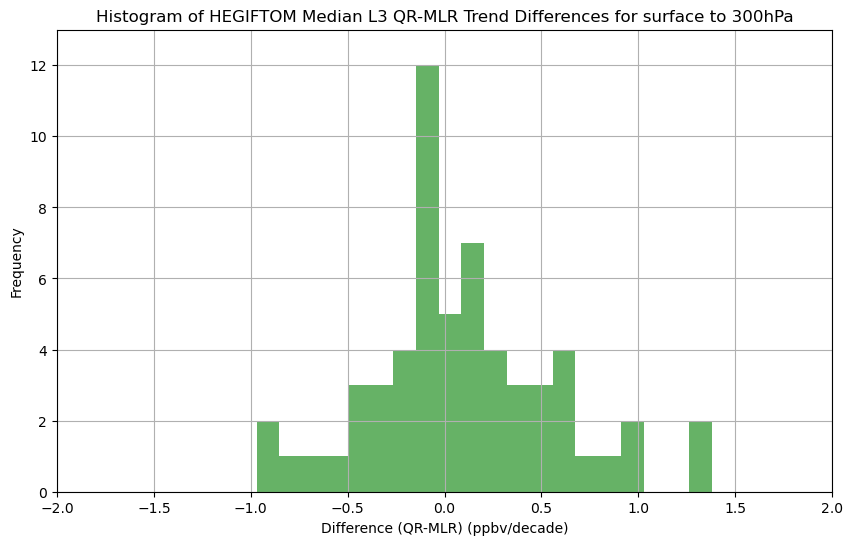 Histogram of HEGIFTOM Median L3 QR-MLR Trend Differences for surface to 300hPa
12
10
8
6
4
2
0
Frequency
−2.0 −1.5 −1.0 −0.5 0.0 0.5 1.0 1.5 2.0
Difference (QR-MLR) (ppbv/decade)